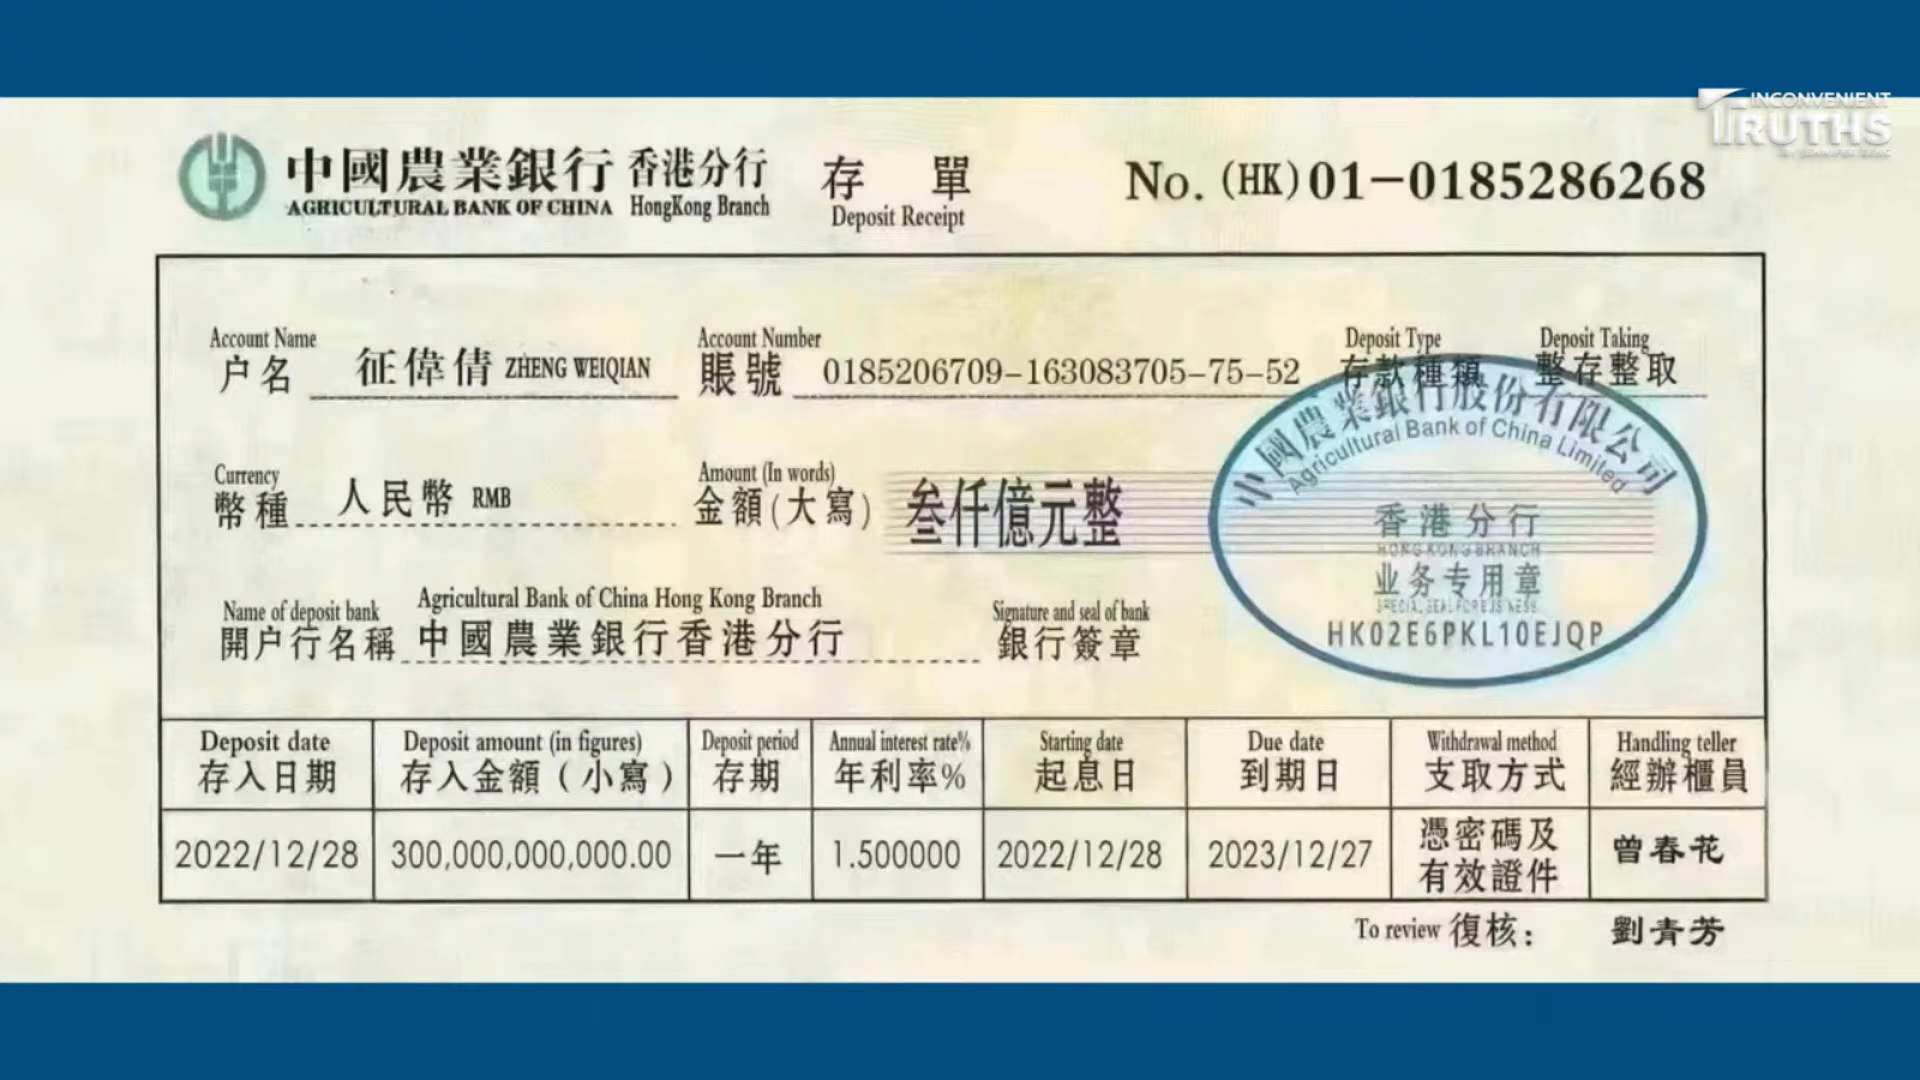 INCONVENIENT
TRUTHS
中國農業銀行 香港分行 存 單 No. (HK) 01-0185286268
AGRICULTURAL BANK OF CHINA HongKong Branch Deposit Receipt
Account Name Account Number Deposit Type Deposit Taking
户名 征偉倩 ZHENG WEIQIAN 賬號 0185206709-163083705-75-52 存款種類 整存整取
中國農業銀行股份有限公司
Agricultural Bank of China Limited
Currency Amount (In words)
幣種 人民幣 RMB 金額(大寫) 叁仟億元整 香港分行
HONG KONG BRANCH
业务专用章
SPECIAL SEAL FOR BUSINESS
HK02E6PKL10EJQP
Name of deposit bank Agricultural Bank of China Hong Kong Branch Signature and seal of bank
開户行名稱 中國農業銀行香港分行 銀行簽章
Deposit date Deposit amount (in figures) Deposit period Annual interest rate% Starting date Due date Withdrawal method Handling teller
存入日期 存入金額(小寫) 存期 年利率% 起息日 到期日 支取方式 經辦櫃員
2022/12/28 300,000,000,000.00 一年 1.500000 2022/12/28 2023/12/27 憑密碼及 曾春花
有效證件
To review 復核: 劉青芳